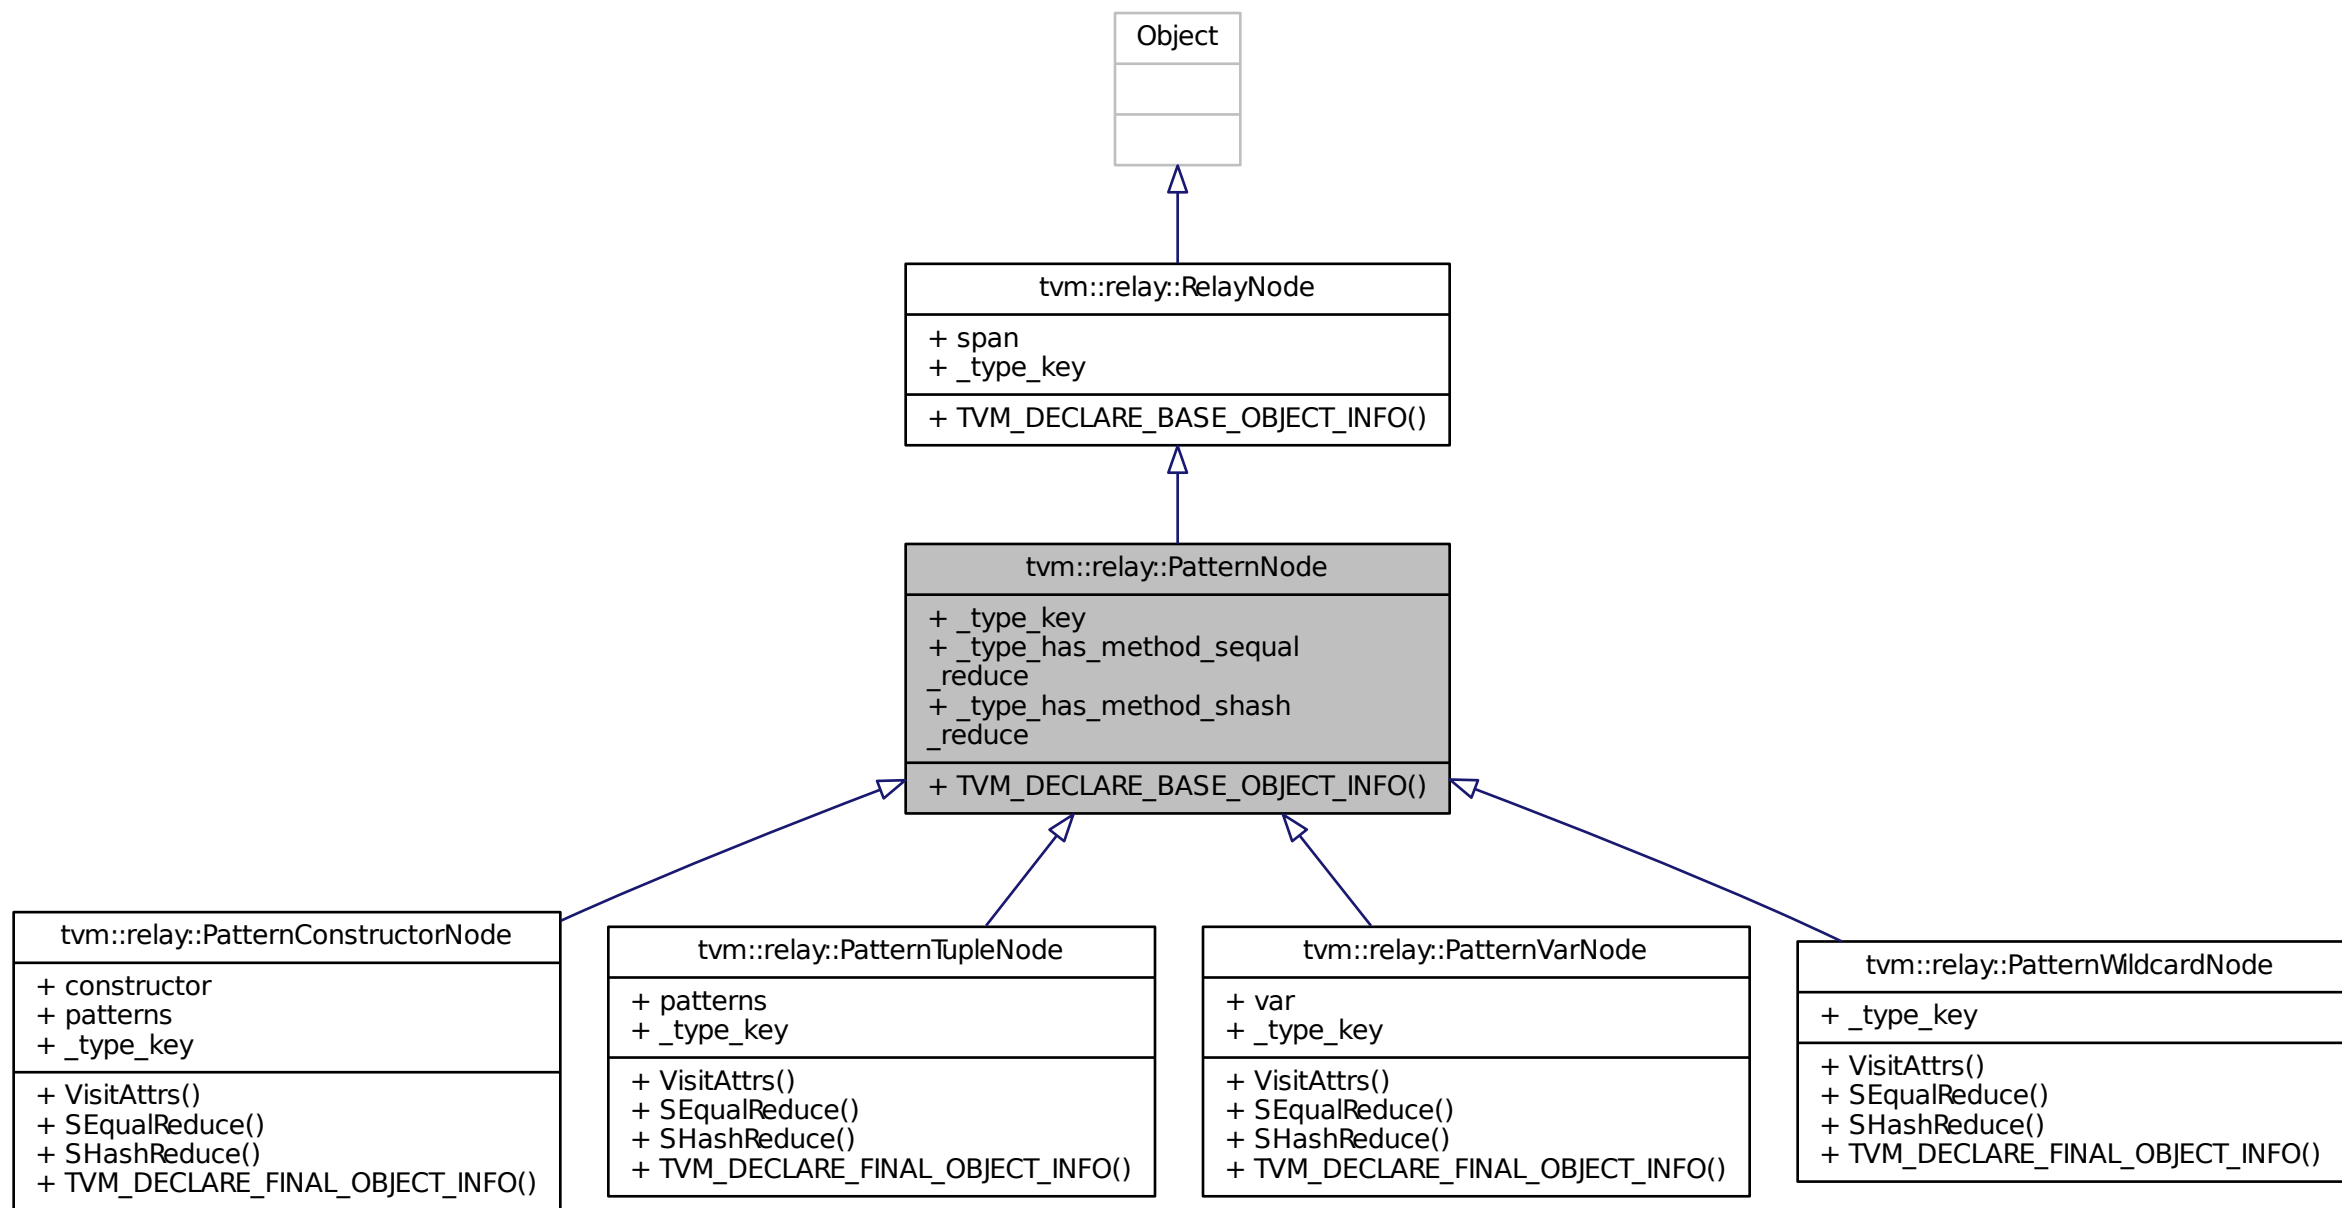 Object
tvm::relay::RelayNode
+ span
+ _type_key
+ TVM_DECLARE_BASE_OBJECT_INFO()
tvm::relay::PatternNode
+ _type_key
+ _type_has_method_sequal
_reduce
+ _type_has_method_shash
_reduce
+ TVM_DECLARE_BASE_OBJECT_INFO()
tvm::relay::PatternConstructorNode
+ constructor
+ patterns
+ _type_key
+ VisitAttrs()
+ SEqualReduce()
+ SHashReduce()
+ TVM_DECLARE_FINAL_OBJECT_INFO()
tvm::relay::PatternTupleNode
+ patterns
+ _type_key
+ VisitAttrs()
+ SEqualReduce()
+ SHashReduce()
+ TVM_DECLARE_FINAL_OBJECT_INFO()
tvm::relay::PatternVarNode
+ var
+ _type_key
+ VisitAttrs()
+ SEqualReduce()
+ SHashReduce()
+ TVM_DECLARE_FINAL_OBJECT_INFO()
tvm::relay::PatternWildcardNode
+ _type_key
+ VisitAttrs()
+ SEqualReduce()
+ SHashReduce()
+ TVM_DECLARE_FINAL_OBJECT_INFO()